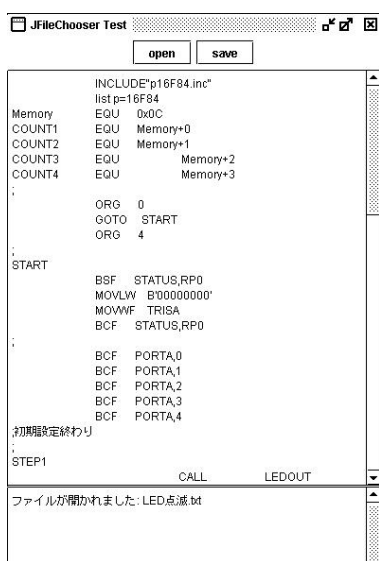 JFileChooser Test
open save
INCLUDE"p16F84.inc"
list p=16F84
Memory EQU 0x0C
COUNT1 EQU Memory+0
COUNT2 EQU Memory+1
COUNT3 EQU Memory+2
COUNT4 EQU Memory+3
;
ORG 0
GOTO START
ORG 4
;
START
BSF STATUS,RP0
MOVLW B'00000000'
MOVWF TRISA
BCF STATUS,RP0
;
BCF PORTA,0
BCF PORTA,1
BCF PORTA,2
BCF PORTA,3
BCF PORTA,4
;初期設定終わり
;
STEP1
CALL LEDOUT
ファイルが開かれました: LED点滅.txt